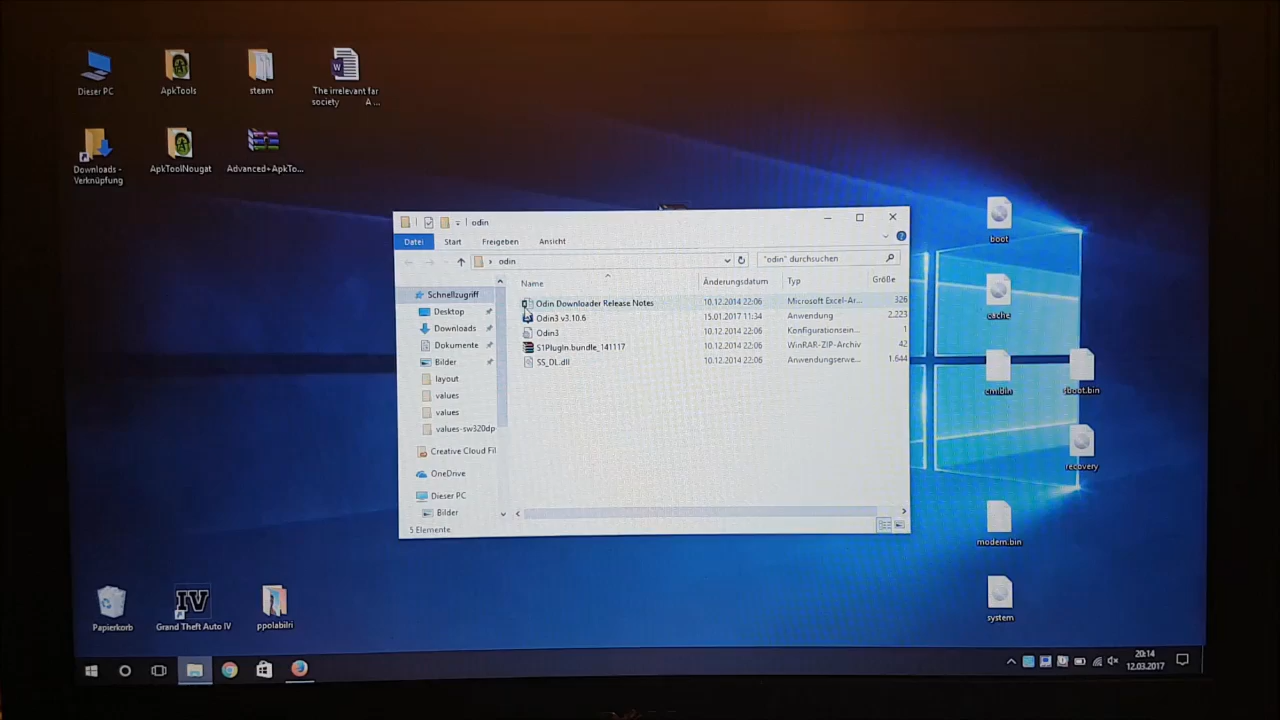 Dieser PC
ApkTools
steam
The irrelevant far
society A ...
Downloads -
Verknüpfung
ApkToolNougat
Advanced+ApkTo...
odin
Datei Start Freigeben Ansicht
odin
"odin" durchsuchen
Name Änderungsdatum Typ Größe
Odin Downloader Release Notes 10.12.2014 22:06 Microsoft Excel-Ar... 326
Odin3 v3.10.6 15.01.2017 11:34 Anwendung 2.223
Odin3 10.12.2014 22:06 Konfigurationsein... 1
S1PlugIn.bundle_141117 10.12.2014 22:06 WinRAR-ZIP-Archiv 42
SS_DL.dll 10.12.2014 22:06 Anwendungserwe... 1.644
Schnellzugriff
Desktop
Downloads
Dokumente
Bilder
layout
values
values
values-sw320dp
Creative Cloud Fil
OneDrive
Dieser PC
Bilder
5 Elemente
boot
cache
cmlbin
sboot.bin
recovery
modem.bin
system
Papierkorb
IV
Grand Theft Auto IV
ppolabilri
20:14
12.03.2017